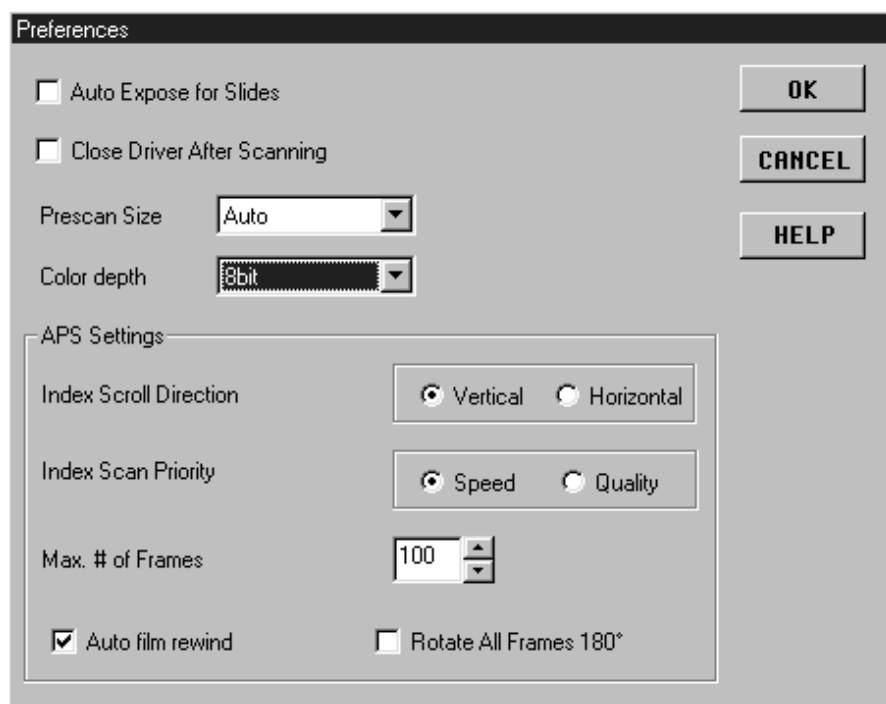 Preferences
Auto Expose for Slides
OK
Close Driver After Scanning
CANCEL
Prescan Size Auto
HELP
Color depth 8bit
APS Settings
Index Scroll Direction Vertical Horizontal
Index Scan Priority Speed Quality
Max. # of Frames 100
Auto film rewind Rotate All Frames 180°